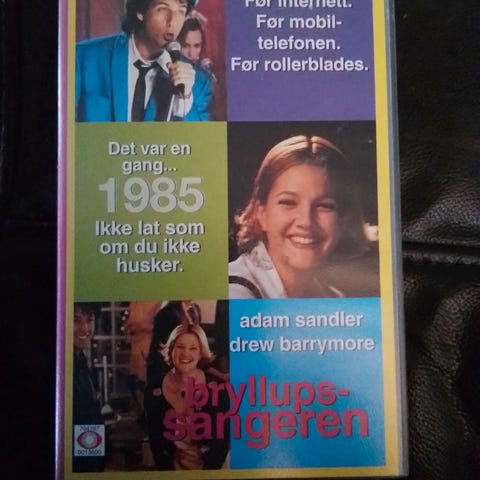 Før internett.
Før mobil-
telefonen.
Før rollerblades.
Det var en
gang...
1985
Ikke lat som
om du ikke
husker.
adam sandler
drew barrymore
bryllups-
sangeren